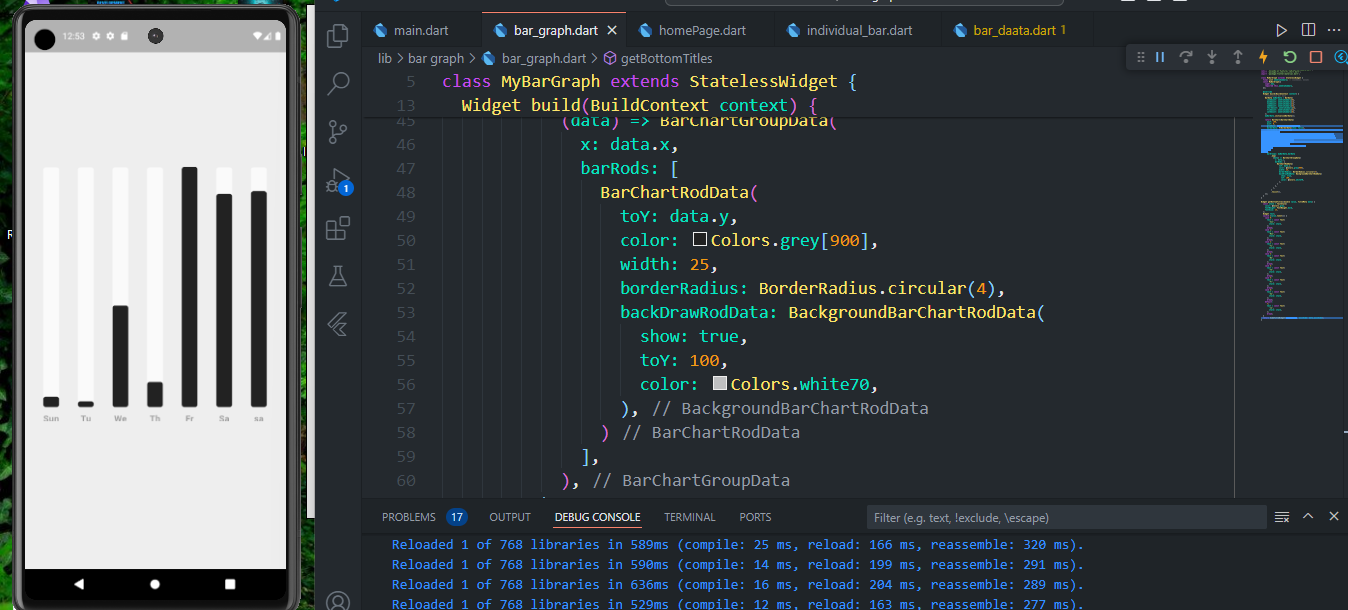 12:53
Sun Tu We Th Fr Sa sa
main.dart bar_graph.dart homePage.dart individual_bar.dart bar_daata.dart 1
lib > bar graph > bar_graph.dart > getBottomTitles
5 class MyBarGraph extends StatelessWidget {
13 Widget build(BuildContext context) {
45 (data) => BarChartGroupData(
46 x: data.x,
47 barRods: [
48 BarChartRodData(
49 toY: data.y,
50 color: Colors.grey[900],
51 width: 25,
52 borderRadius: BorderRadius.circular(4),
53 backDrawRodData: BackgroundBarChartRodData(
54 show: true,
55 toY: 100,
56 color: Colors.white70,
57 ), // BackgroundBarChartRodData
58 ) // BarChartRodData
59 ],
60 ), // BarChartGroupData
1
PROBLEMS 17 OUTPUT DEBUG CONSOLE TERMINAL PORTS Filter (e.g. text, !exclude, \escape)
Reloaded 1 of 768 libraries in 589ms (compile: 25 ms, reload: 166 ms, reassemble: 320 ms).
Reloaded 1 of 768 libraries in 590ms (compile: 14 ms, reload: 199 ms, reassemble: 291 ms).
Reloaded 1 of 768 libraries in 636ms (compile: 16 ms, reload: 204 ms, reassemble: 289 ms).
Reloaded 1 of 768 libraries in 529ms (compile: 12 ms, reload: 163 ms, reassemble: 277 ms).